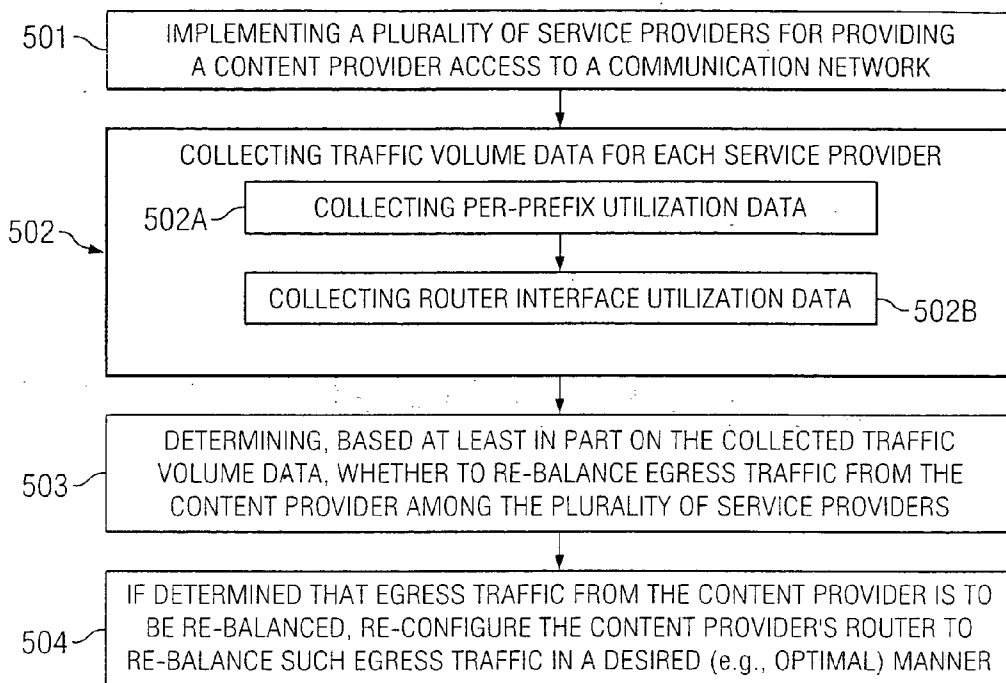 501
IMPLEMENTING A PLURALITY OF SERVICE PROVIDERS FOR PROVIDING
A CONTENT PROVIDER ACCESS TO A COMMUNICATION NETWORK
502
COLLECTING TRAFFIC VOLUME DATA FOR EACH SERVICE PROVIDER
502A
COLLECTING PER-PREFIX UTILIZATION DATA
COLLECTING ROUTER INTERFACE UTILIZATION DATA
502B
503
DETERMINING, BASED AT LEAST IN PART ON THE COLLECTED TRAFFIC
VOLUME DATA, WHETHER TO RE-BALANCE EGRESS TRAFFIC FROM THE
CONTENT PROVIDER AMONG THE PLURALITY OF SERVICE PROVIDERS
504
IF DETERMINED THAT EGRESS TRAFFIC FROM THE CONTENT PROVIDER IS TO
BE RE-BALANCED, RE-CONFIGURE THE CONTENT PROVIDER'S ROUTER TO
RE-BALANCE SUCH EGRESS TRAFFIC IN A DESIRED (e.g., OPTIMAL) MANNER